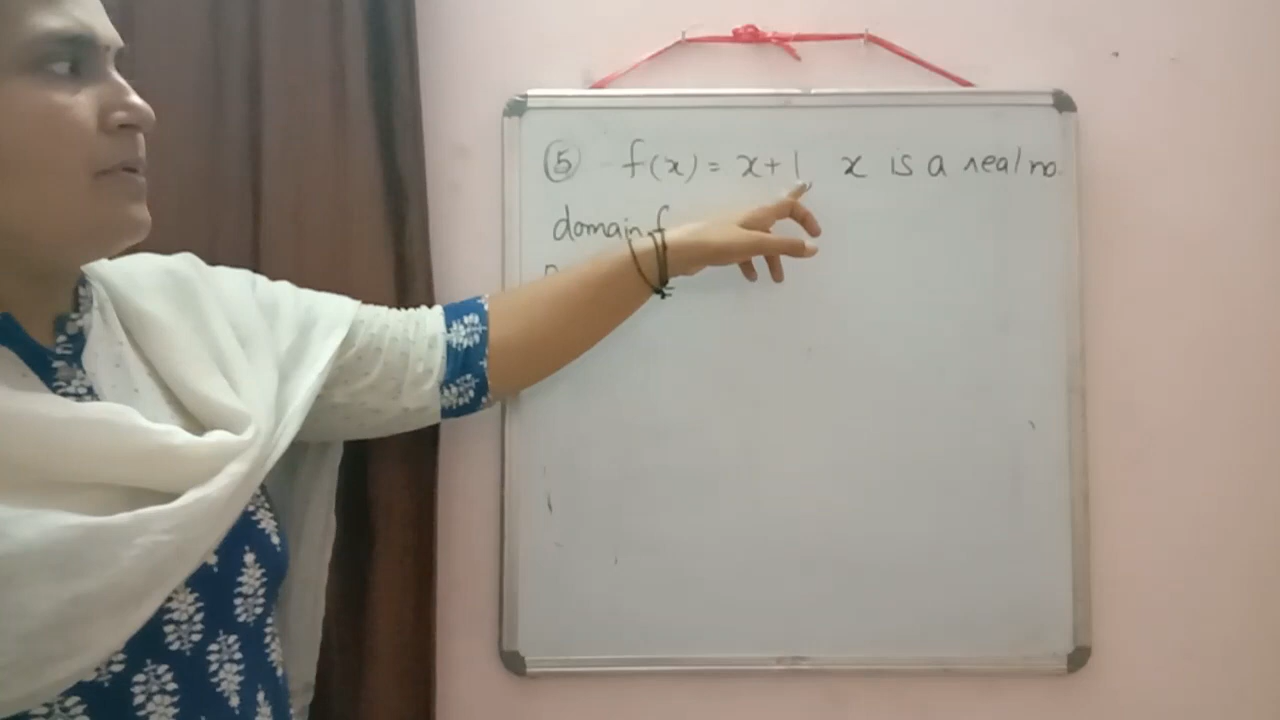 ⑤ f(x) = x+1 x is a real no.
domain f